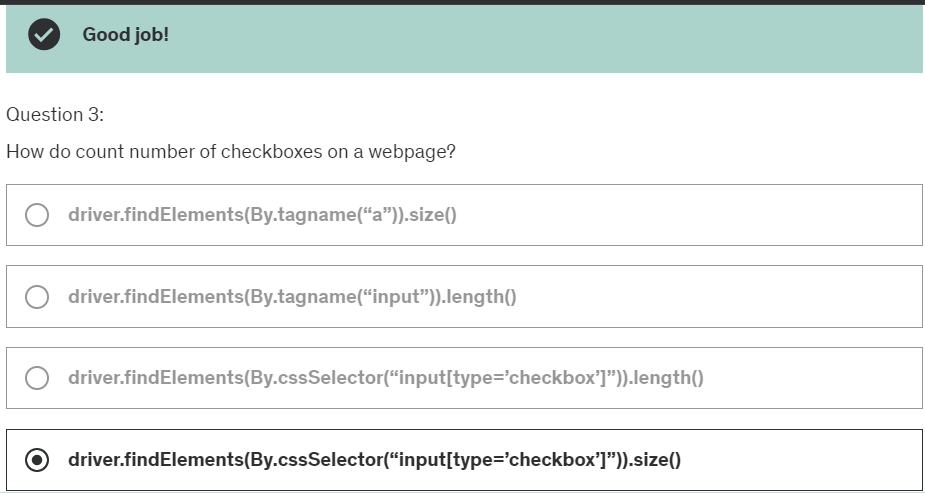 Good job!
Question 3:
How do count number of checkboxes on a webpage?
driver.findElements(By.tagname(“a”)).size()
driver.findElements(By.tagname(“input”)).length()
driver.findElements(By.cssSelector(“input[type=’checkbox’]”)).length()
driver.findElements(By.cssSelector(“input[type=’checkbox’]”)).size()